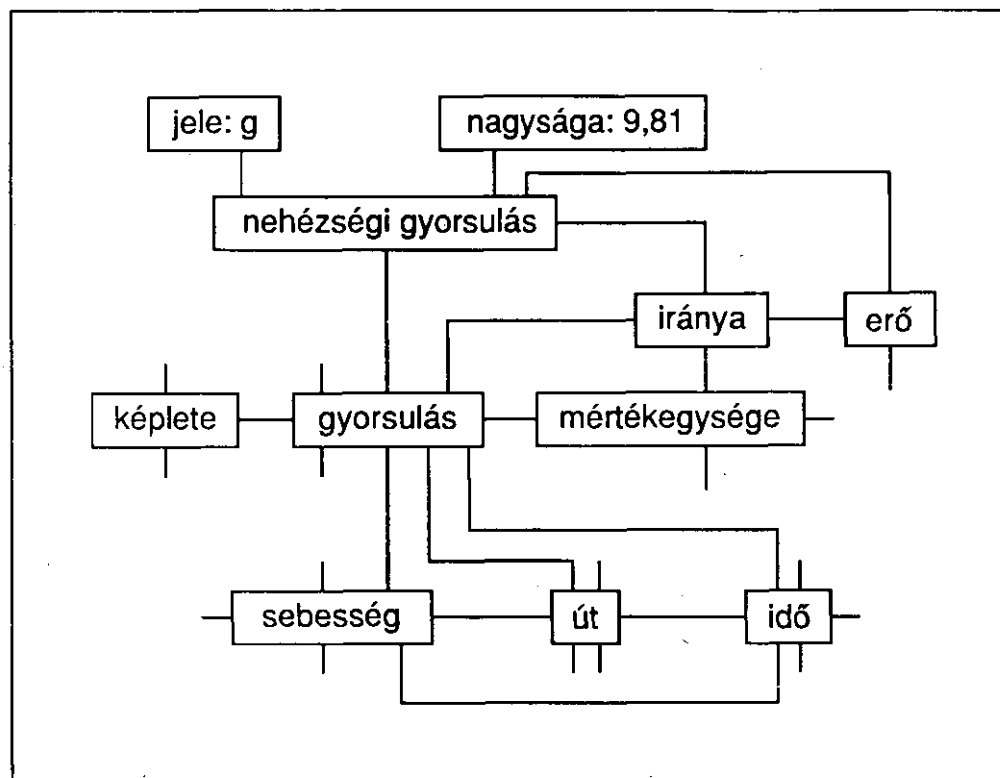 jele: g
nagysága: 9,81
nehézségi gyorsulás
iránya
erő
képlete
gyorsulás
mértékegysége
sebesség
út
idő